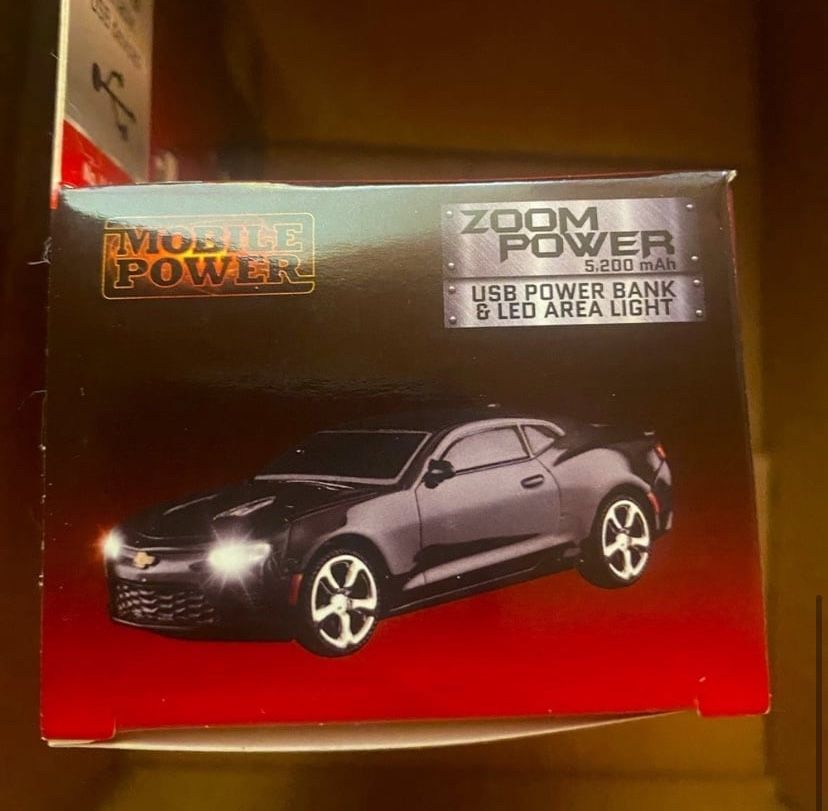 MOBILE
POWER
ZOOM
POWER
5,200 mAh
USB POWER BANK
& LED AREA LIGHT